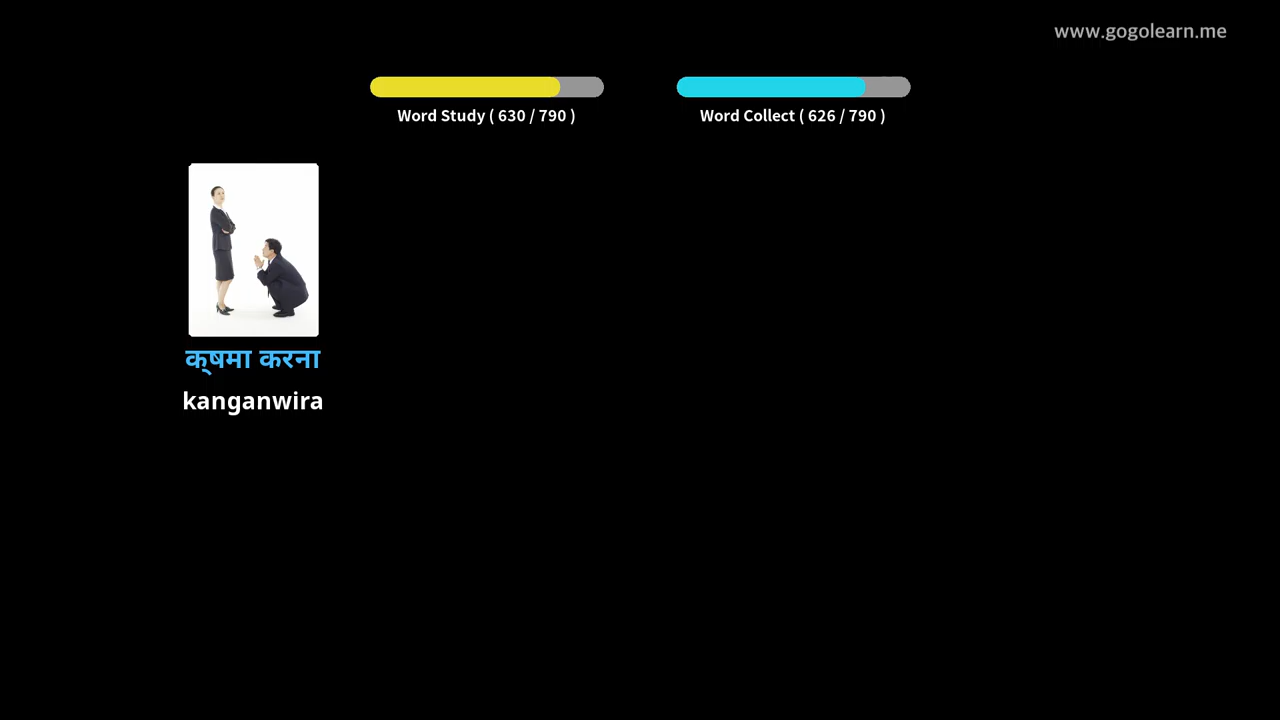 www.gogolearn.me
Word Study ( 630 / 790 )
Word Collect ( 626 / 790 )
क्षमा करना
kanganwira